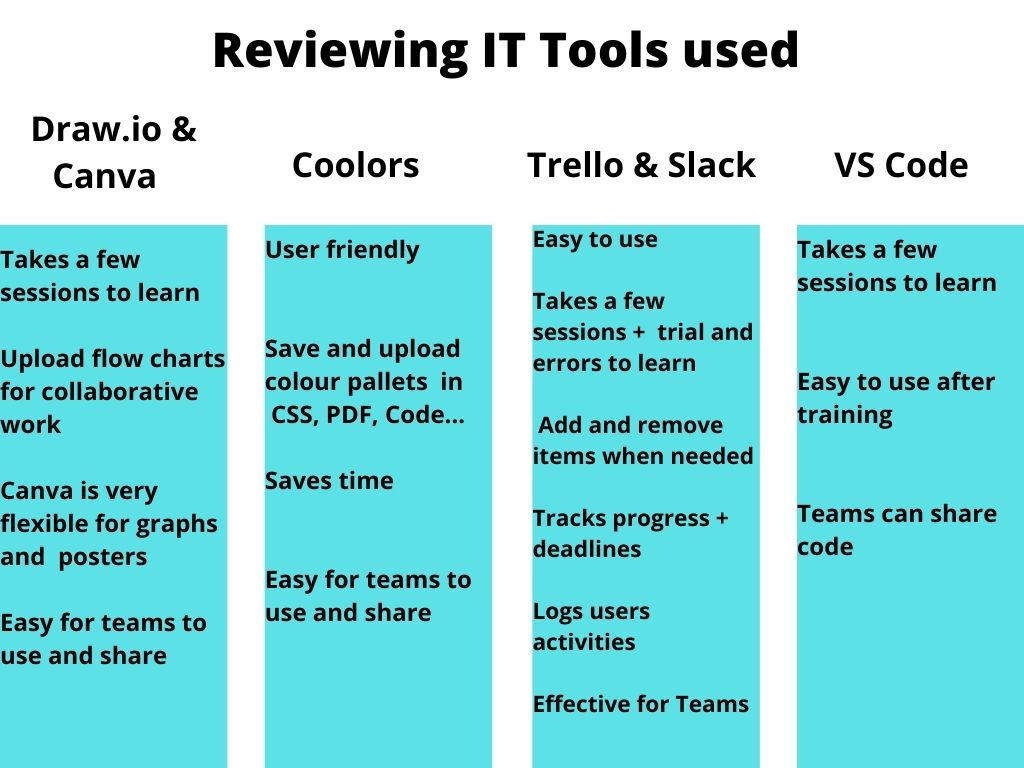 Reviewing IT Tools used
Draw.io &
Canva
Takes a few
sessions to learn
Upload flow charts
for collaborative
work
Canva is very
flexible for graphs
and  posters
Easy for teams to
use and share
Coolors
User friendly
Save and upload
colour pallets  in
CSS, PDF, Code...
Saves time
Easy for teams to
use and share
Trello & Slack
Easy to use
Takes a few
sessions +  trial and
errors to learn
Add and remove
items when needed
Tracks progress +
deadlines
Logs users
activities
Effective for Teams
VS Code
Takes a few
sessions to learn
Easy to use after
training
Teams can share
code